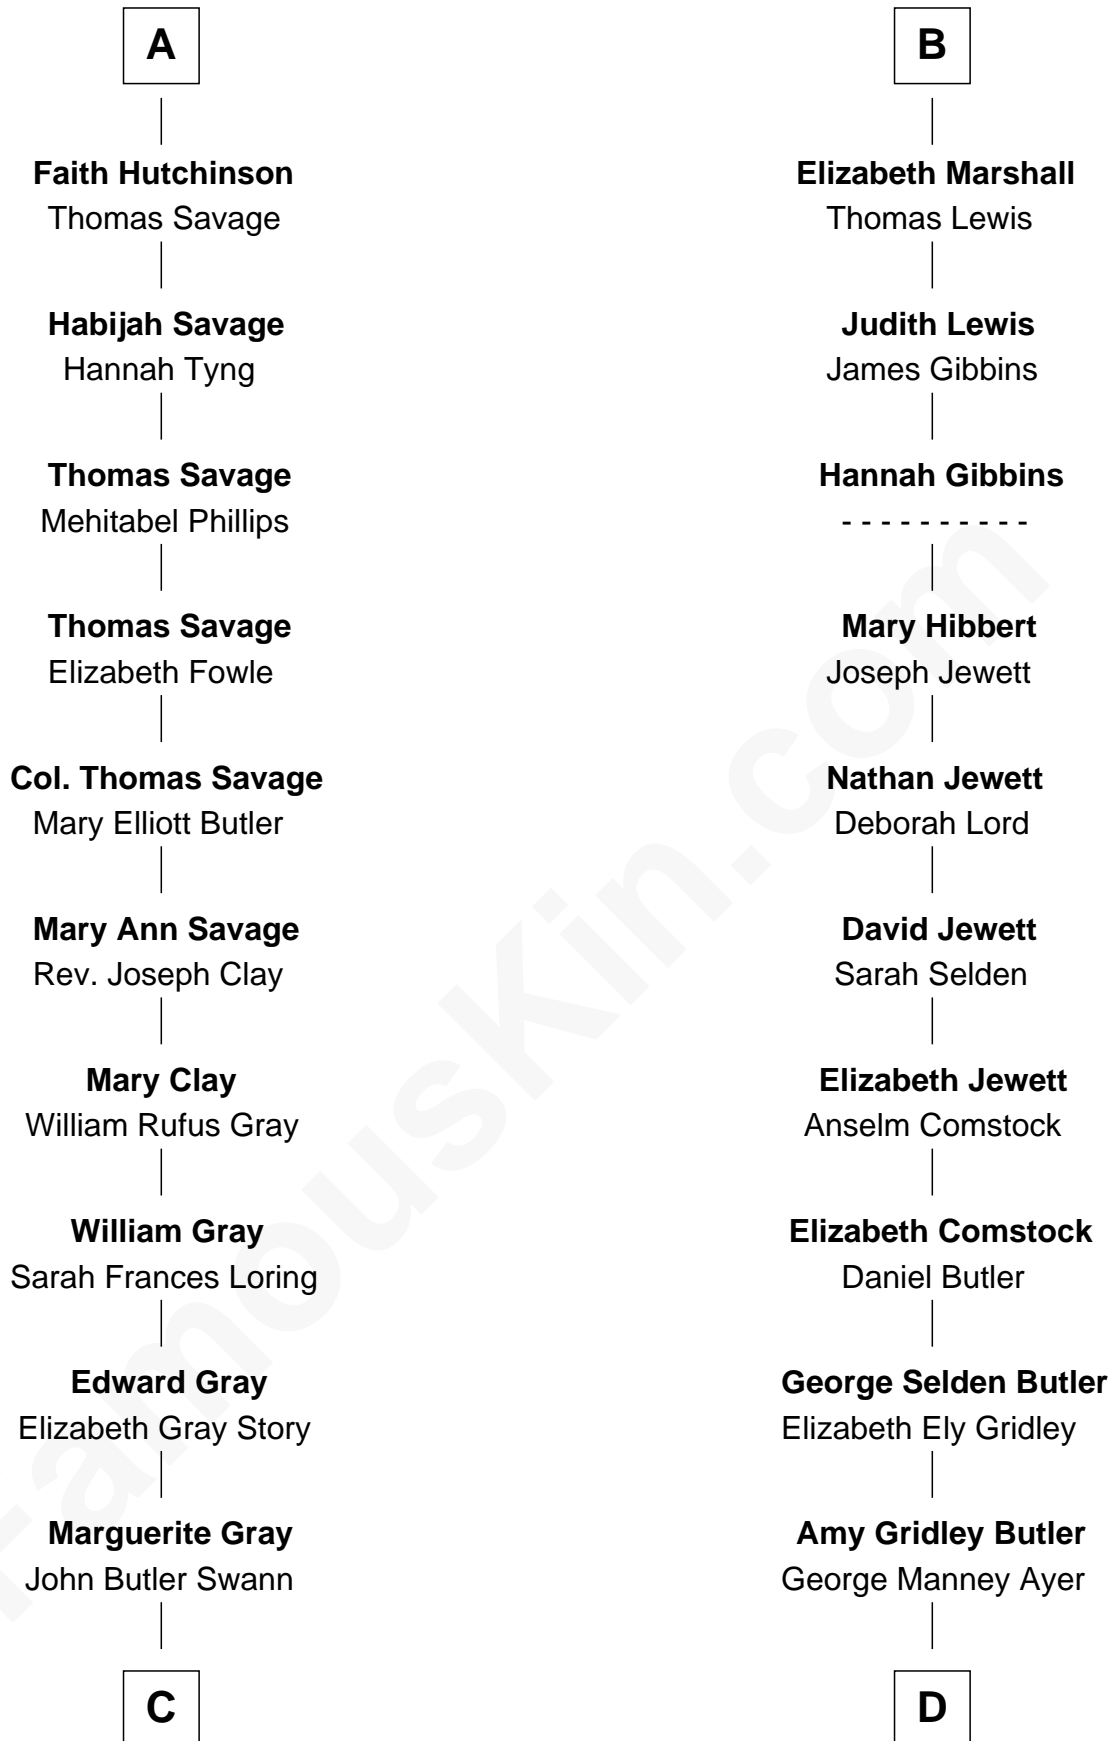 A
Faith Hutchinson
Thomas Savage
Habijah Savage
Hannah Tyng
Thomas Savage
Mehitabel Phillips
Thomas Savage
Elizabeth Fowle
Col. Thomas Savage
Mary Elliott Butler
Mary Ann Savage
Rev. Joseph Clay
Mary Clay
William Rufus Gray
William Gray
Sarah Frances Loring
Edward Gray
Elizabeth Gray Story
Marguerite Gray
John Butler Swann
C
B
Elizabeth Marshall
Thomas Lewis
Judith Lewis
James Gibbins
Hannah Gibbins
- - - - - - - - - -
Mary Hibbert
Joseph Jewett
Nathan Jewett
Deborah Lord
David Jewett
Sarah Selden
Elizabeth Jewett
Anselm Comstock
Elizabeth Comstock
Daniel Butler
George Selden Butler
Elizabeth Ely Gridley
Amy Gridley Butler
George Manney Ayer
D
FamousKin.com